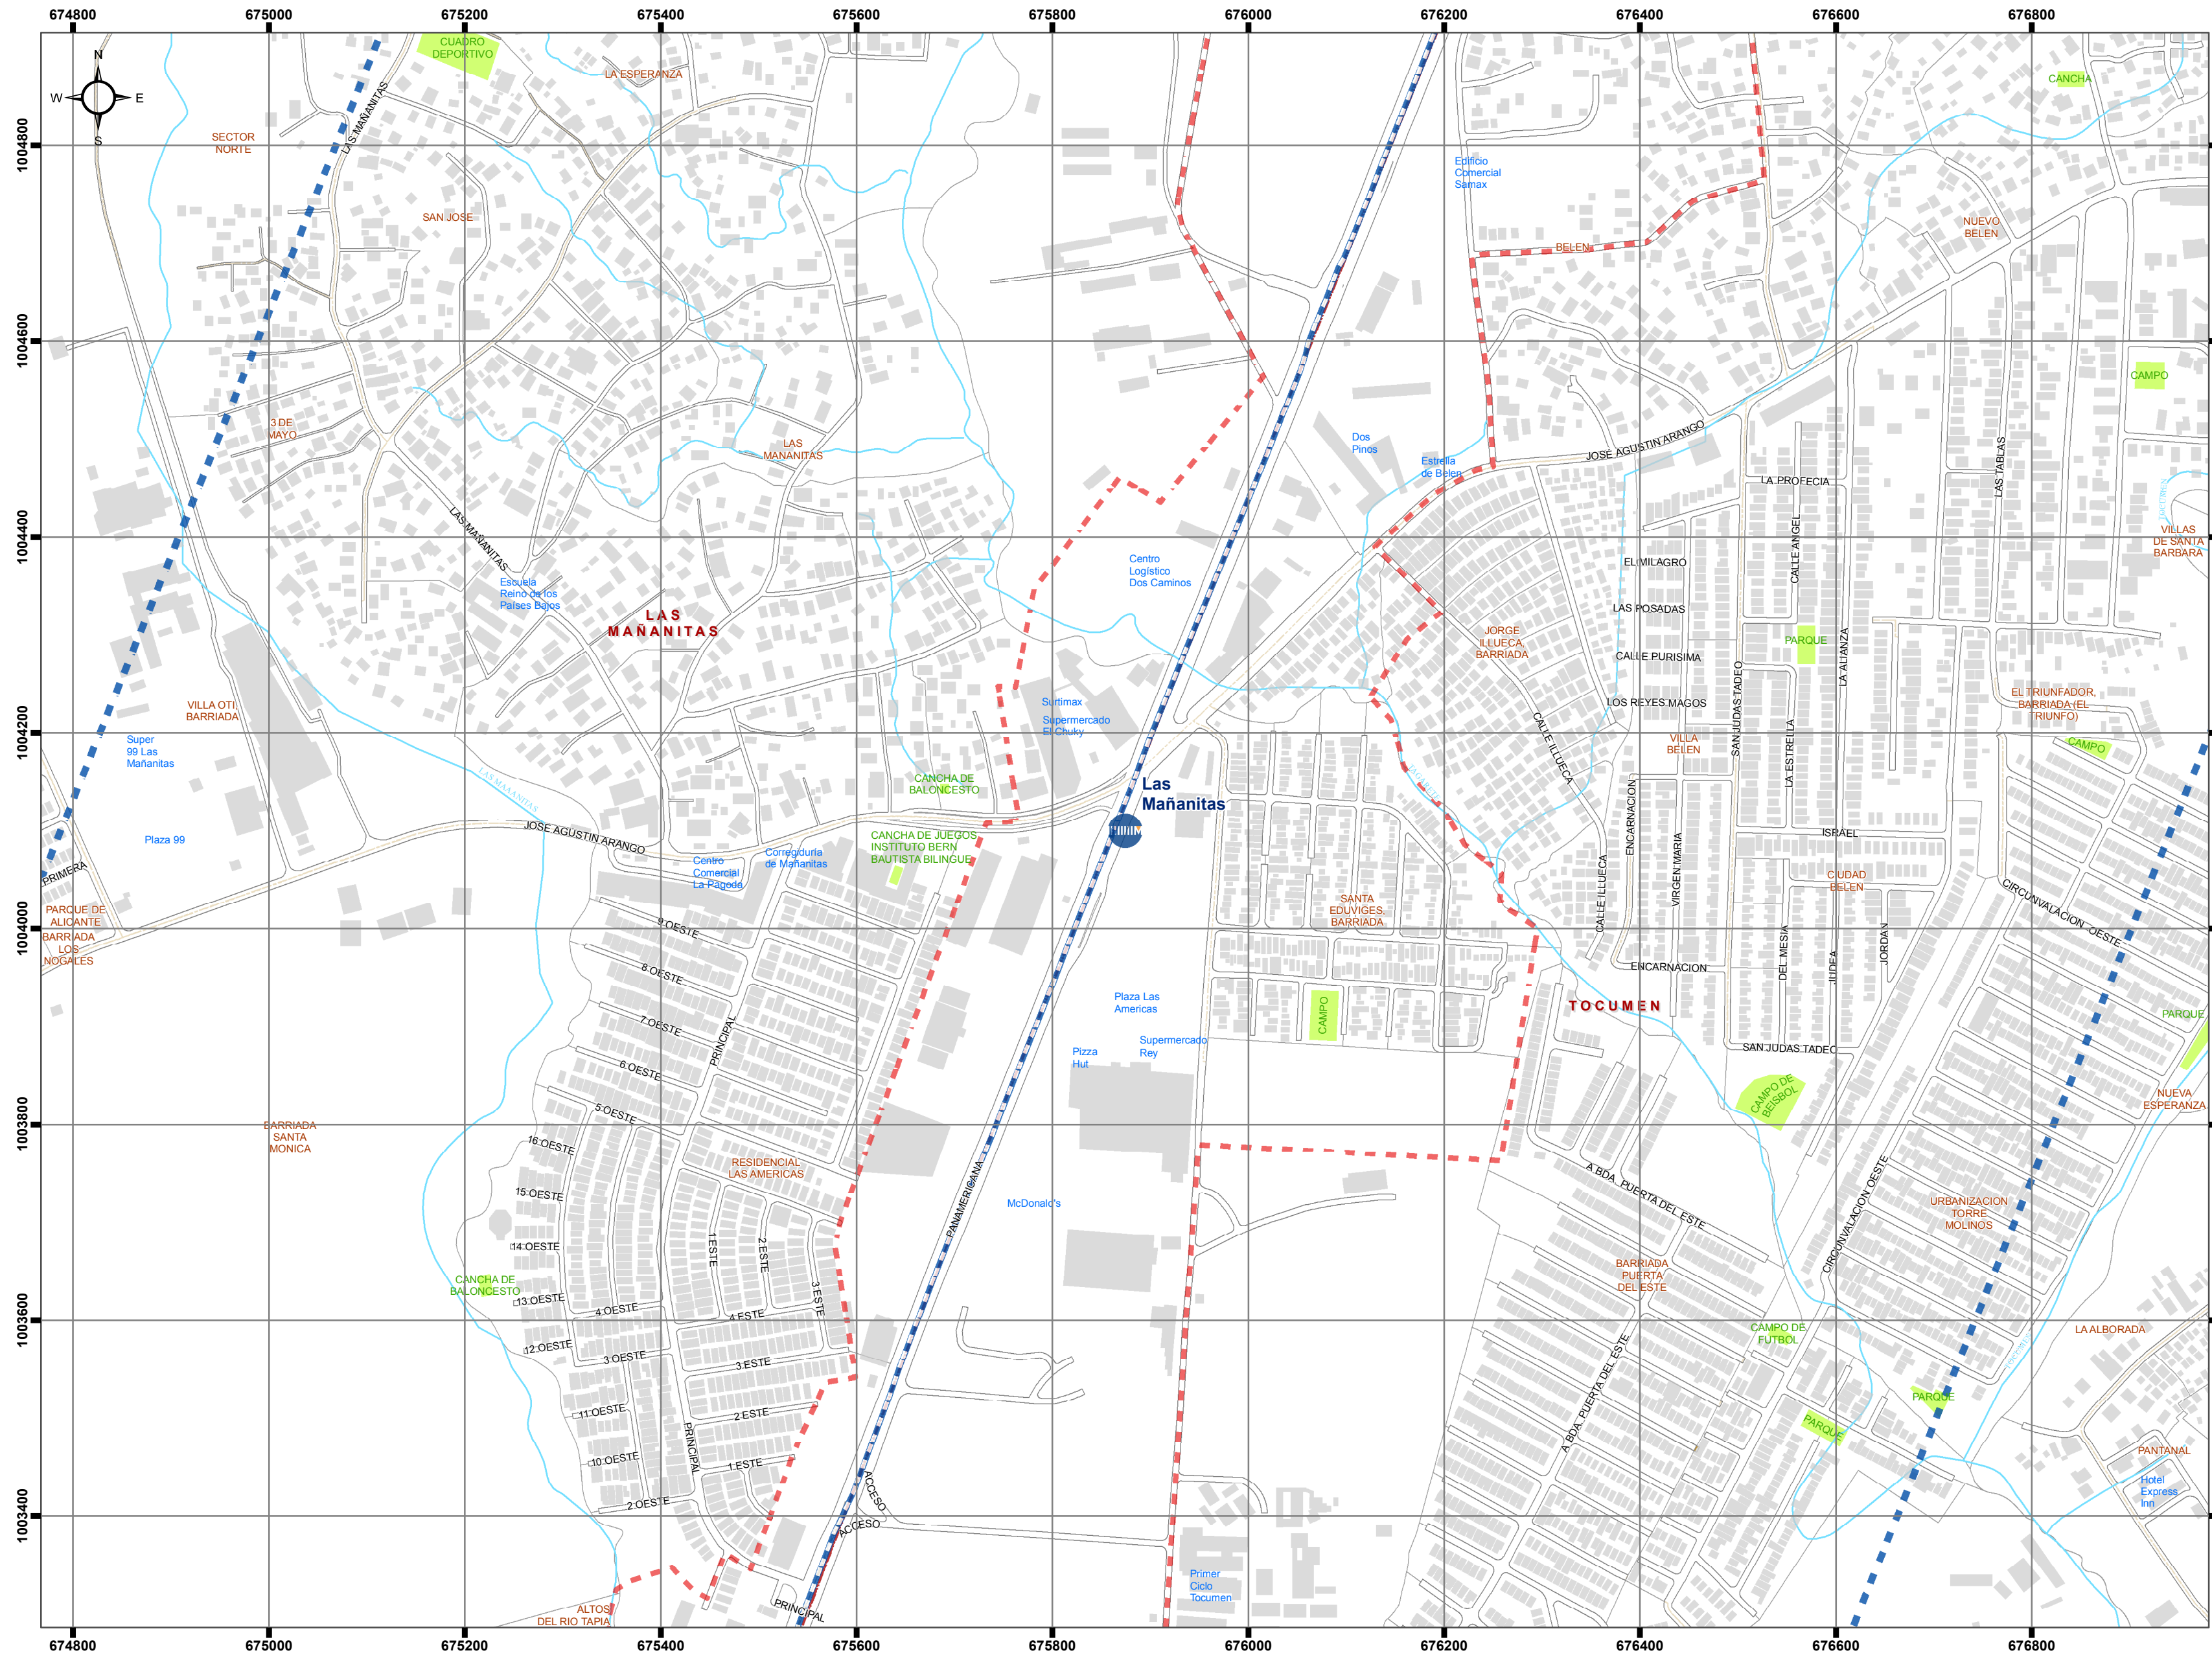 674800
675000
675200
675400
675600
675800
676000
676200
676400
676600
676800
N
W
E
S
1004800
1004600
1004400
1004200
1004000
1003800
1003600
1003400
CUADRO
DEPORTIVO
LA ESPERANZA
LAS MAÑANITAS
SECTOR
NORTE
SAN JOSE
Edificio
Comercial
Samax
BELEN
NUEVO
BELEN
CANCHA
CAMPO
3 DE
MAYO
LAS
MANANITAS
LAS MAÑANITAS
Escuela
Reino de los
Países Bajos
LAS
MAÑANITAS
Dos
Pinos
Estrella
de Belen
JOSE AGUSTIN ARANGO
LA PROFECIA
LAS TABLAS
TOCUMEN
VILLAS
DE SANTA
BARBARA
CALLE ANGEL
EL MILAGRO
LAS POSADAS
Centro
Logístico
Dos Caminos
JORGE
ILLUECA,
BARRIADA
CALLE PURISIMA
PARQUE
LA ALIANZA
LOS REYES MAGOS
SAN JUDAS TADEO
LA ESTRELLA
EL TRIUNFADOR,
BARRIADA (EL
TRIUNFO)
CAMPO
VILLA OTI,
BARRIADA
Super
99 Las
Mañanitas
Surtimax
Supermercado
El Chuky
CALLE ILLUECA
VILLA
BELEN
CANCHA DE
BALONCESTO
Las
Mañanitas
ENCARNACION
VIRGEN MARIA
ISRAEL
Plaza 99
PRIMERA
JOSE AGUSTIN ARANGO
Centro
Comercial
La Pagoda
Corregiduría
de Mañanitas
CANCHA DE JUEGOS
INSTITUTO BERN
BAUTISTA BILINGUE
CIUDAD
BELEN
CIRCUNVALACION OESTE
PARQUE DE
ALICANTE
BARRIADA
LOS
NOGALES
SANTA
EDUVIGES,
BARRIADA
CALLE ILLUECA
9 OESTE
8 OESTE
7 OESTE
6 OESTE
5 OESTE
PRINCIPAL
ENCARNACION
DEL MESIA
JUDEA
JORDAN
TOCUMEN
Plaza Las
Americas
Pizza
Hut
Supermercado
Rey
CAMPO
SAN JUDAS TADEO
PARQUE
CAMPO DE
BEISBOL
NUEVA
ESPERANZA
BARRIADA
SANTA
MONICA
16 OESTE
15 OESTE
14 OESTE
13 OESTE
12 OESTE
11 OESTE
10 OESTE
RESIDENCIAL
LAS AMERICAS
PANAMERICANA
McDonald's
A BDA. PUERTA DEL ESTE
CIRCUNVALACION OESTE
URBANIZACION
TORRE
MOLINOS
1 ESTE
2 ESTE
3 ESTE
CANCHA DE
BALONCESTO
4 OESTE
4 ESTE
3 OESTE
3 ESTE
2 ESTE
1 ESTE
2 OESTE
PRINCIPAL
BARRIADA
PUERTA
DEL ESTE
CAMPO DE
FUTBOL
LA ALBORADA
A BDA. PUERTA DEL ESTE
PARQUE
PARQUE
PANTANAL
Hotel
Express
Inn
ACCESO
ACCESO
Primer
Ciclo
Tocumen
ALTOS
DEL RIO TAPIA
PRINCIPAL
674800
675000
675200
675400
675600
675800
676000
676200
676400
676600
676800